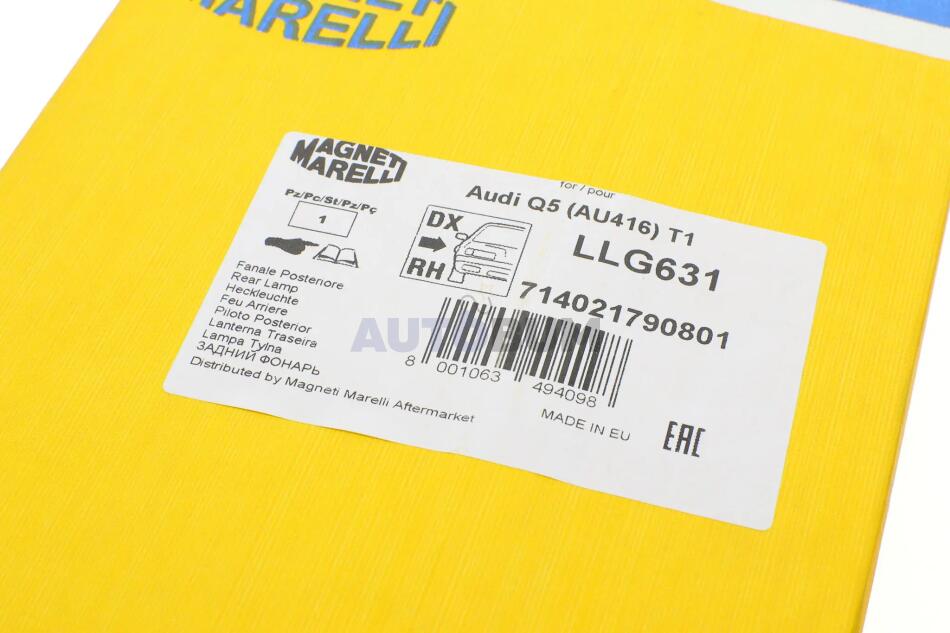 MAGNETI
MARELLI
MAGNETI
MARELLI
for / pour
Audi Q5 (AU416) T1
Pz/Pc/St/Pz/Pç
1
DX
RH
LLG631
714021790801
Fanale Posteriore
Rear Lamp
Heckleuchte
Feu Arriere
Piloto Posterior
Lanterna Traseira
Lampa Tylna
ЗАДНИЙ ФОНАРЬ
Distributed by Magneti Marelli Aftermarket
AUTOBUM
8 001063 494098
MADE IN EU
EAC